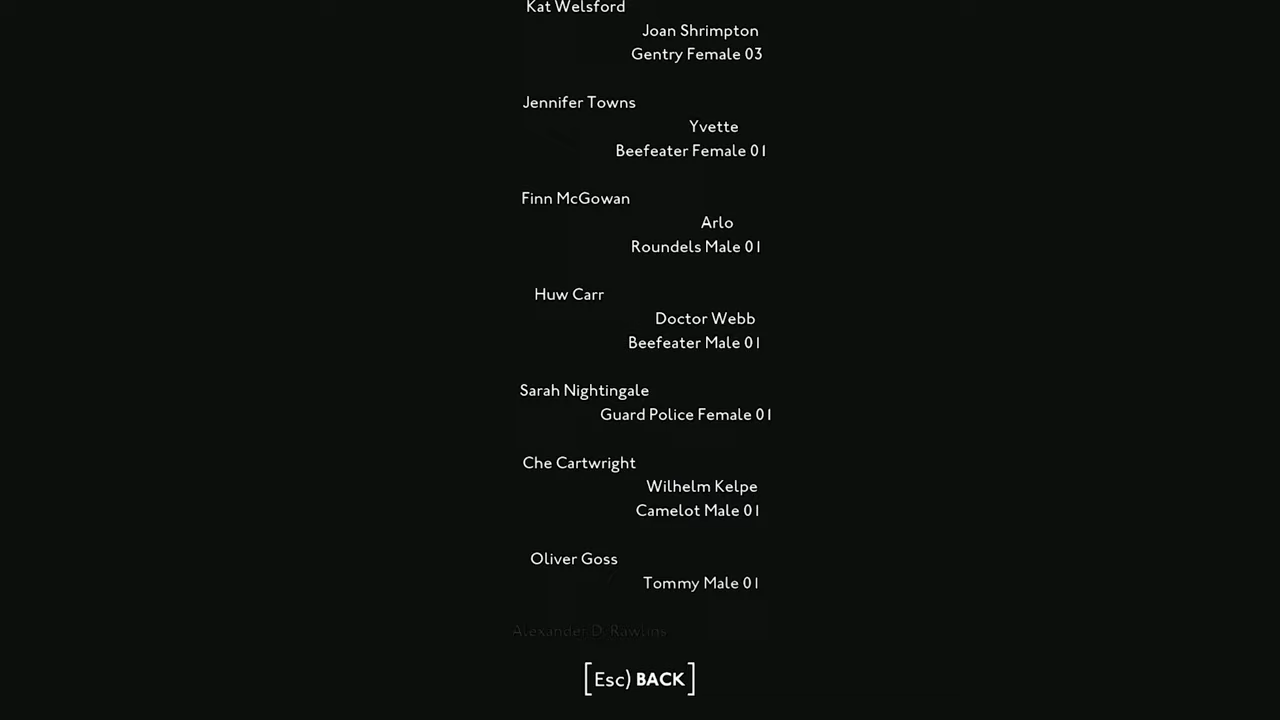 Kat Welsford
Joan Shrimpton
Gentry Female 03
Jennifer Towns
Yvette
Beefeater Female 01
Finn McGowan
Arlo
Roundels Male 01
Huw Carr
Doctor Webb
Beefeater Male 01
Sarah Nightingale
Guard Police Female 01
Che Cartwright
Wilhelm Kelpe
Camelot Male 01
Oliver Goss
Tommy Male 01
Alexander D. Rawlins
[Esc) BACK]